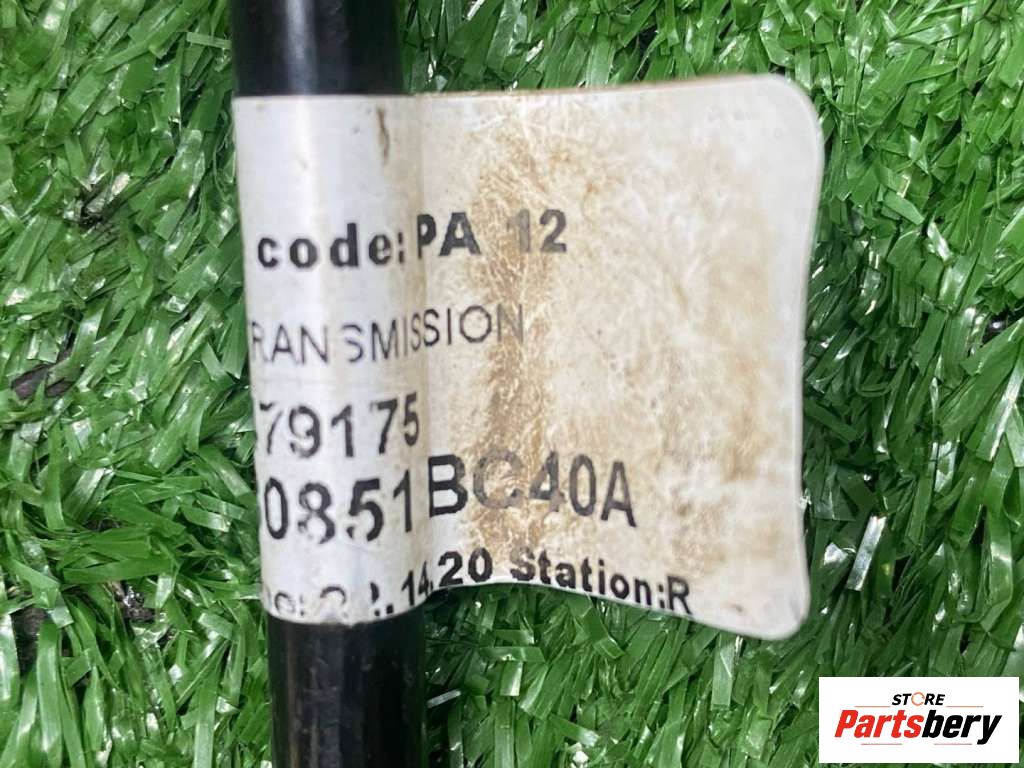 code: PA 12
RANSMISSION
79175
0851BC40A
14,20 Station:R
STORE
Partsbery